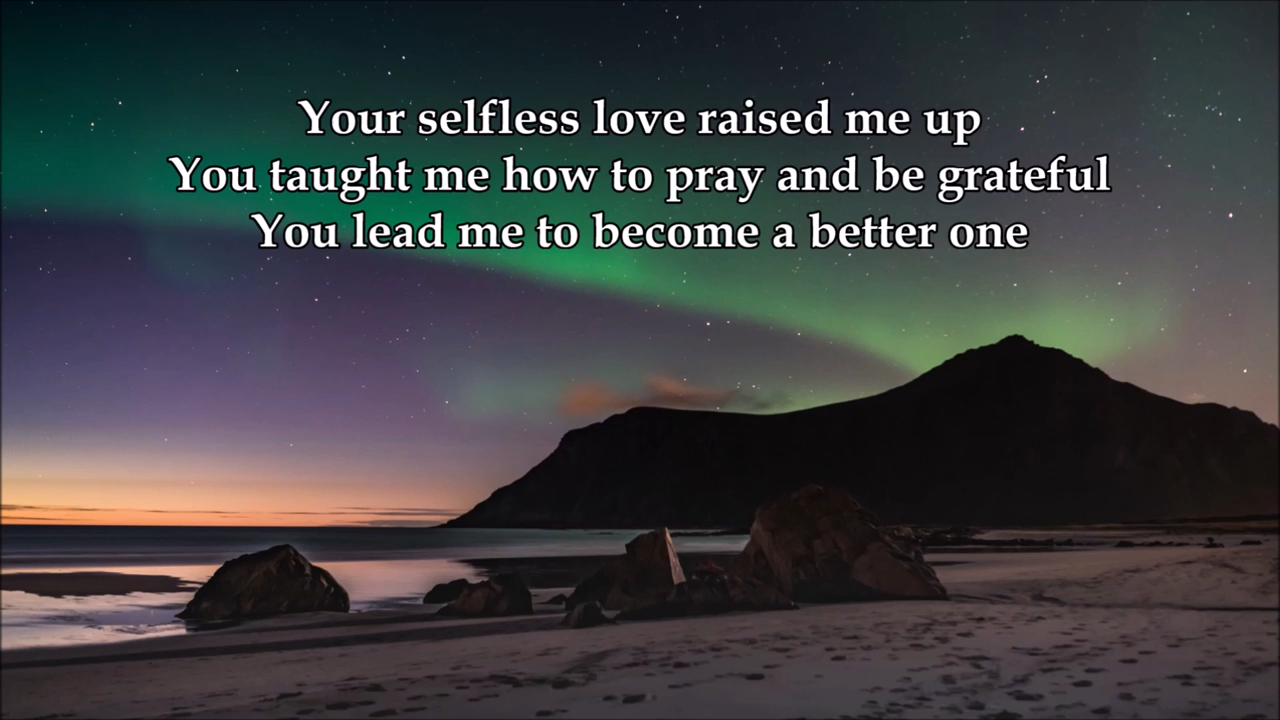 Your selfless love raised me up
You taught me how to pray and be grateful
You lead me to become a better one